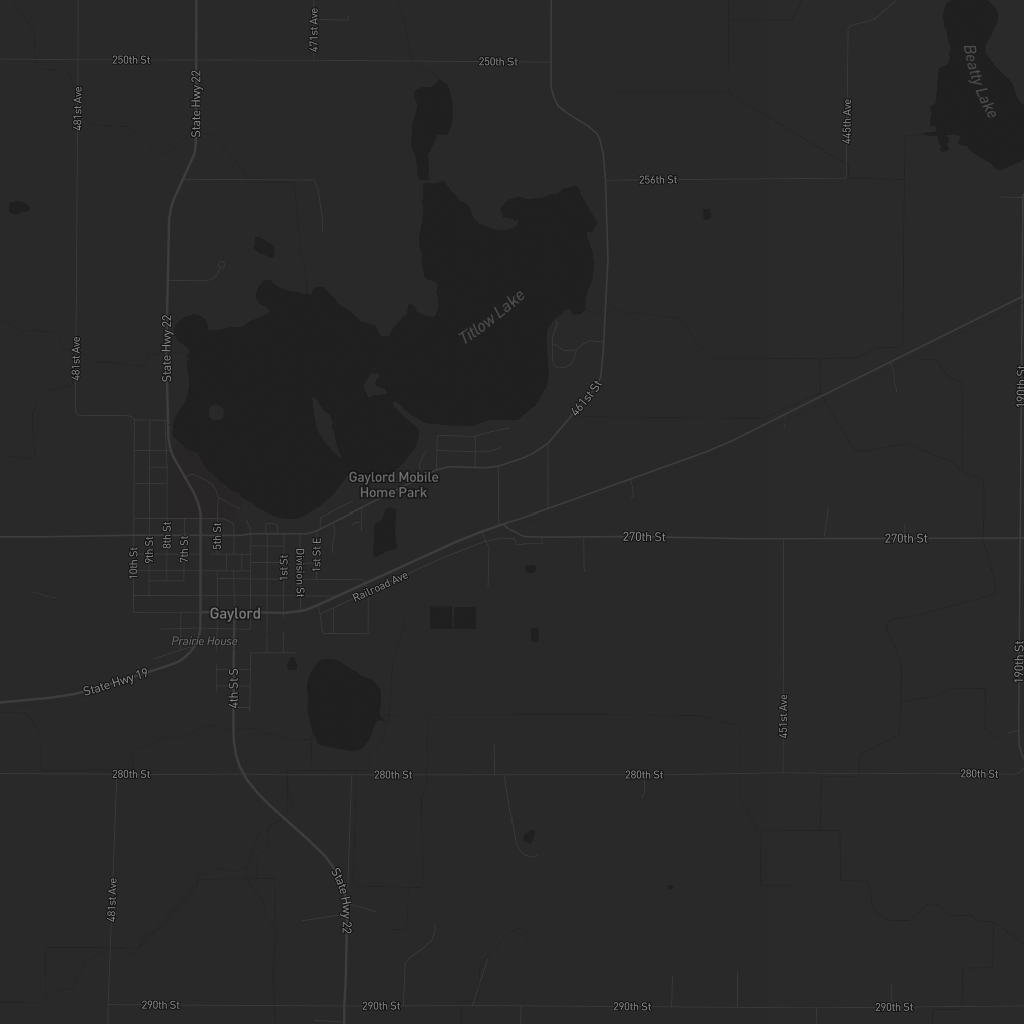 471st Ave
250th St
250th St
Beatty Lake
481st Ave
State Hwy 22
445th Ave
256th St
Titlow Lake
State Hwy 22
481st Ave
190th St
461st St
Gaylord Mobile
Home Park
270th St
270th St
10th St
9th St
8th St
7th St
5th St
1st St
Division St
1st St E
Railroad Ave
Gaylord
Prairie House
State Hwy 19
4th St S
190th St
451st Ave
280th St
280th St
280th St
280th St
481st Ave
State Hwy 22
290th St
290th St
290th St
290th St